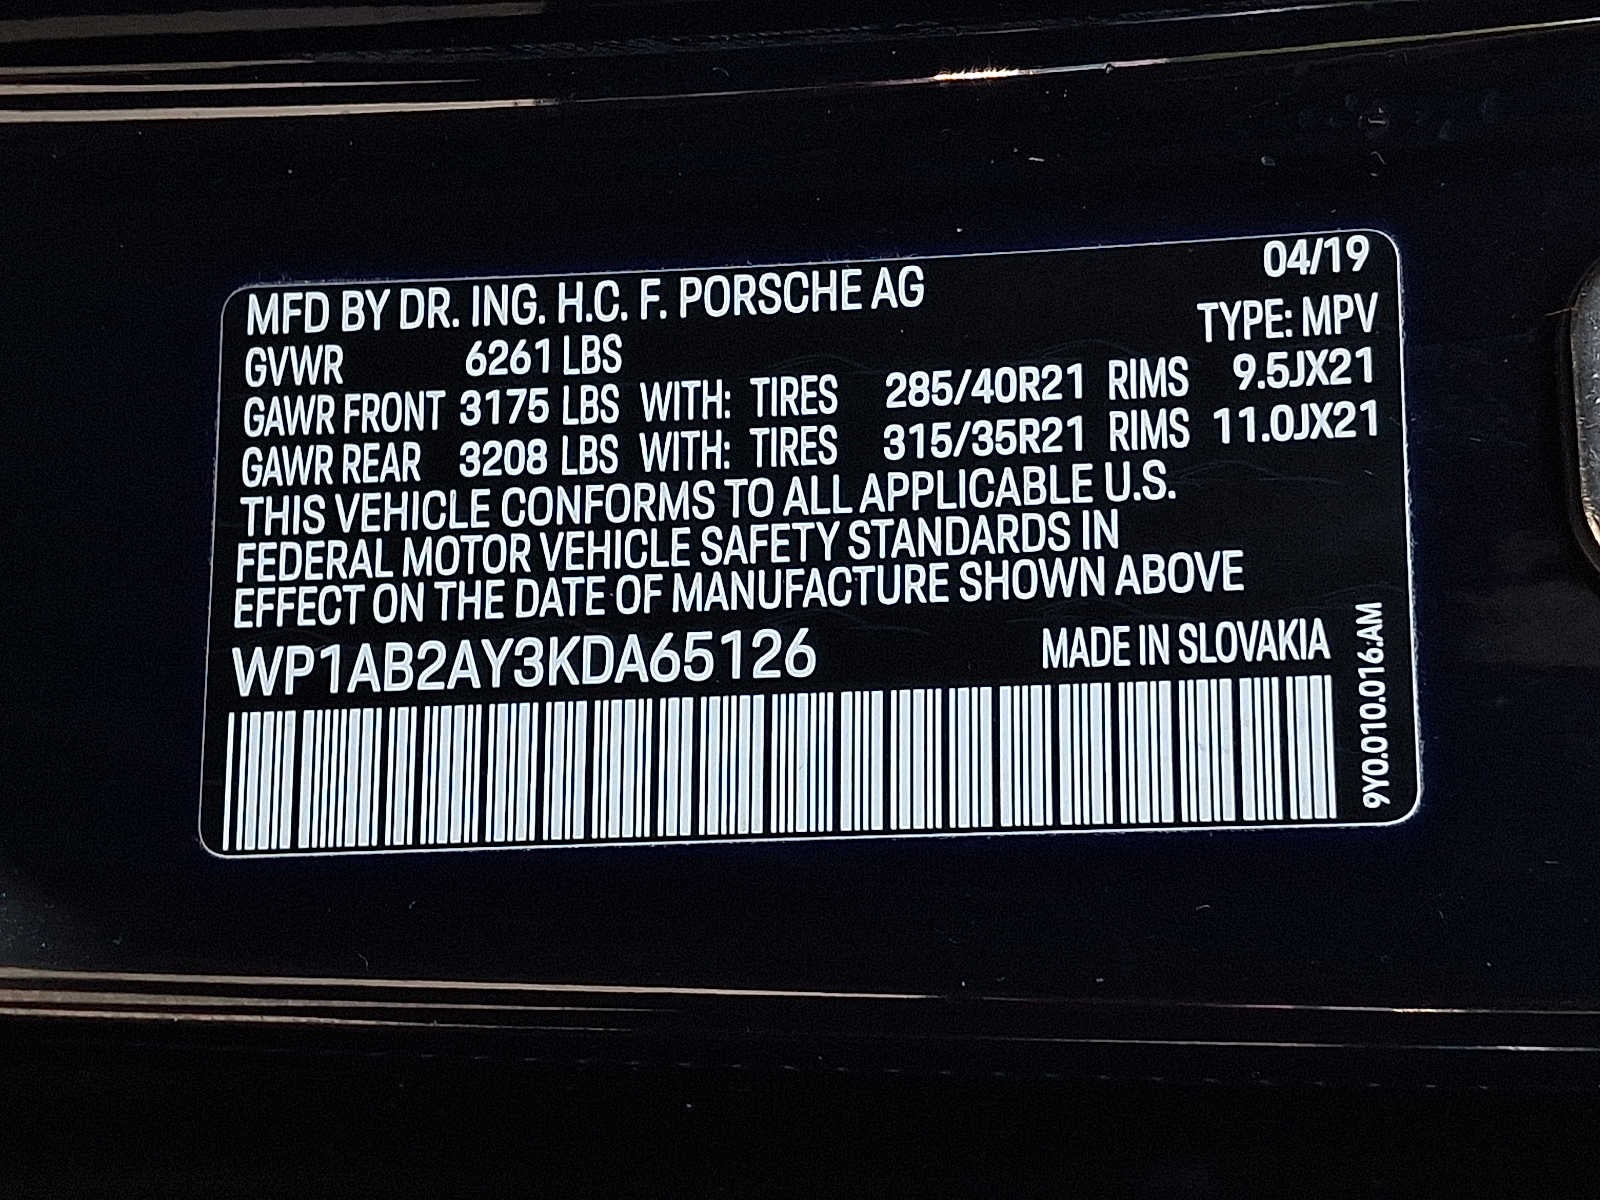 04/19
MFD BY DR. ING. H.C. F. PORSCHE AG
TYPE: MPV
GVWR 6261 LBS
GAWR FRONT 3175 LBS WITH: TIRES 285/40R21 RIMS 9.5JX21
GAWR REAR 3208 LBS WITH: TIRES 315/35R21 RIMS 11.0JX21
THIS VEHICLE CONFORMS TO ALL APPLICABLE U.S.
FEDERAL MOTOR VEHICLE SAFETY STANDARDS IN
EFFECT ON THE DATE OF MANUFACTURE SHOWN ABOVE
WP1AB2AY3KDA65126 MADE IN SLOVAKIA
9Y0.010.016.AM